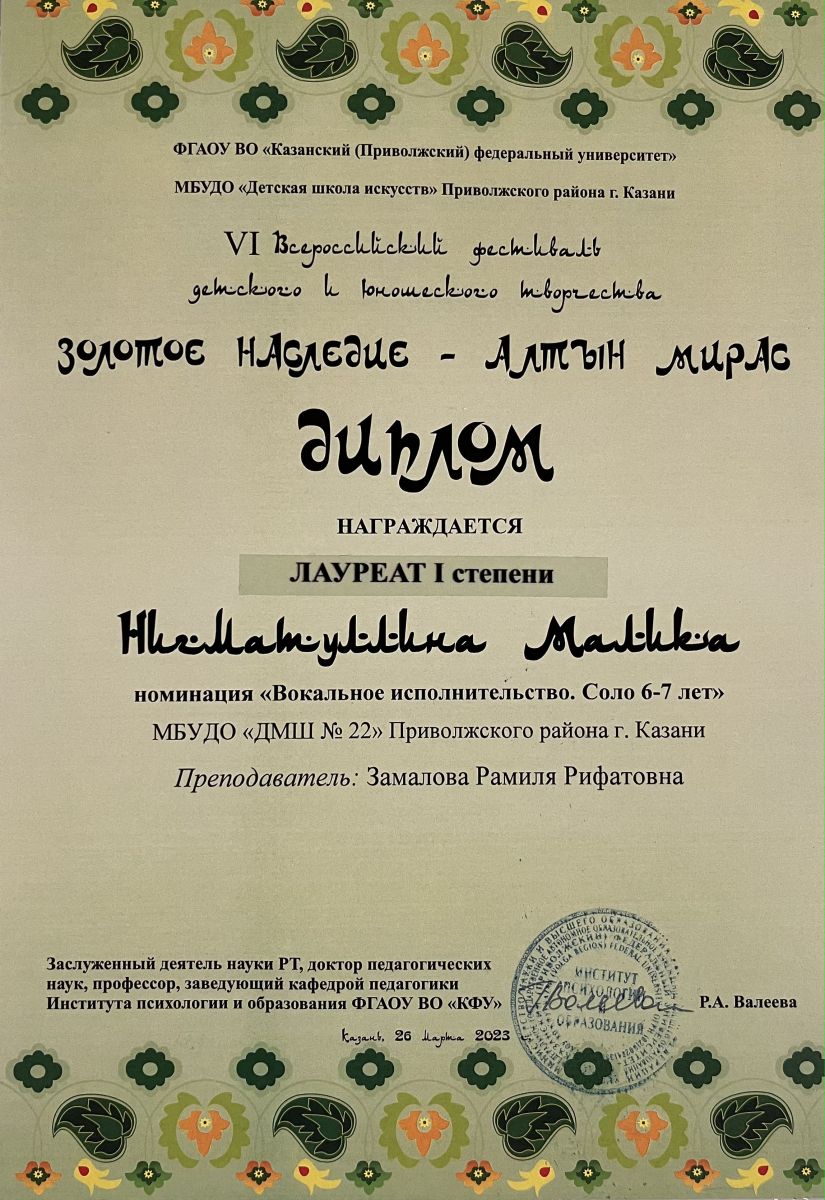 ФГАОУ ВО «Казанский (Приволжский) федеральный университет»
МБУДО «Детская школа искусств» Приволжского района г. Казани
VI Всероссийский фестиваль
детского и юношеского творчества
ЗОЛОТОЕ НАСЛЕДИЕ - АЛТЫН МИРАС
ДИПЛОМ
НАГРАЖДАЕТСЯ
ЛАУРЕАТ I степени
Нигматуллина Малика
номинация «Вокальное исполнительство. Соло 6-7 лет»
МБУДО «ДМШ № 22» Приволжского района г. Казани
Преподаватель: Замалова Рамиля Рифатовна
Заслуженный деятель науки РТ, доктор педагогических
наук, профессор, заведующий кафедрой педагогики
Института психологии и образования ФГАОУ ВО «КФУ»
Р.А. Валеева
Казань, 26 марта 2023
ИНСТИТУТ
ПСИХОЛОГИИ
ОБРАЗОВАНИЯ